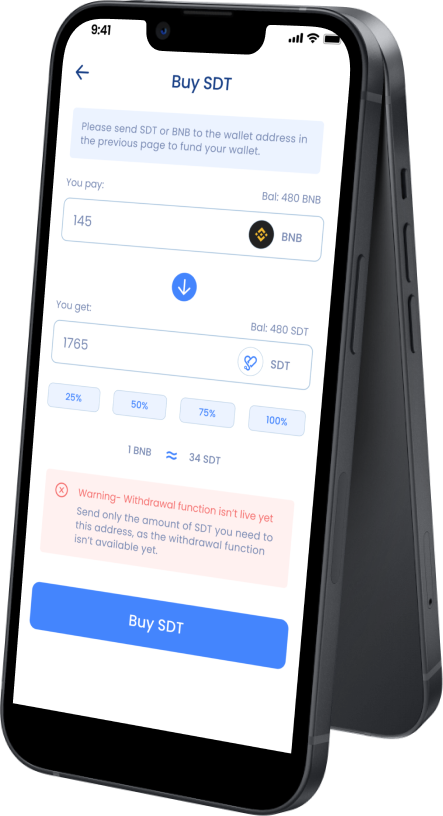 9:41
Buy SDT
Please send SDT or BNB to the wallet address in
the previous page to fund your wallet.
You pay:
Bal: 480 BNB
145
BNB
You get:
Bal: 480 SDT
1765
SDT
25%
50%
75%
100%
1 BNB ≈ 34 SDT
Warning- Withdrawal function isn't live yet
Send only the amount of SDT you need to
this address, as the withdrawal function
isn't available yet.
Buy SDT